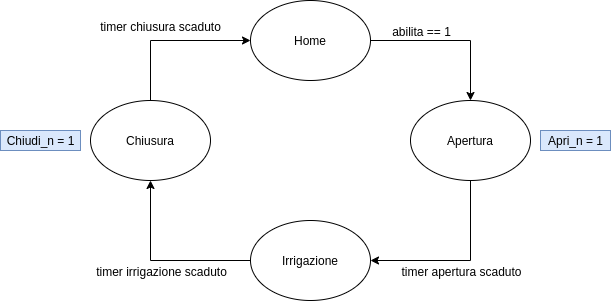 timer chiusura scaduto
Home
abilita == 1
Chiudi_n = 1
Chiusura
Apertura
Apri_n = 1
Irrigazione
timer irrigazione scaduto
timer apertura scaduto